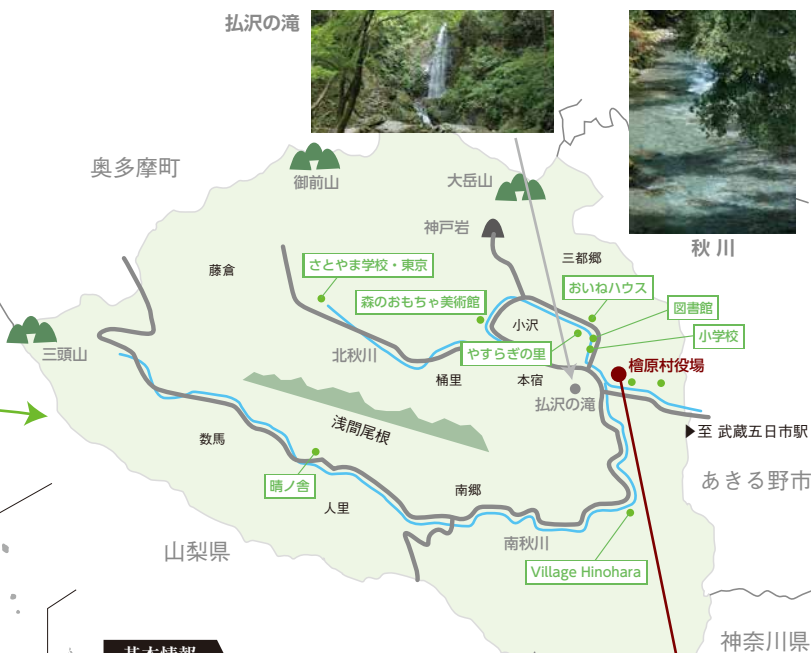 払沢の滝
奥多摩町
御前山
大岳山
神戸岩
秋川
藤倉
さとやま学校・東京
三都郷
おいねハウス
森のおもちゃ美術館
図書館
小沢
小学校
三頭山
北秋川
やすらぎの里
檜原村役場
桶里
本宿
払沢の滝
浅間尾根
至 武蔵五日市駅
数馬
あきる野市
晴ノ舎
南郷
人里
南秋川
山梨県
Village Hinohara
神奈川県
基本情報